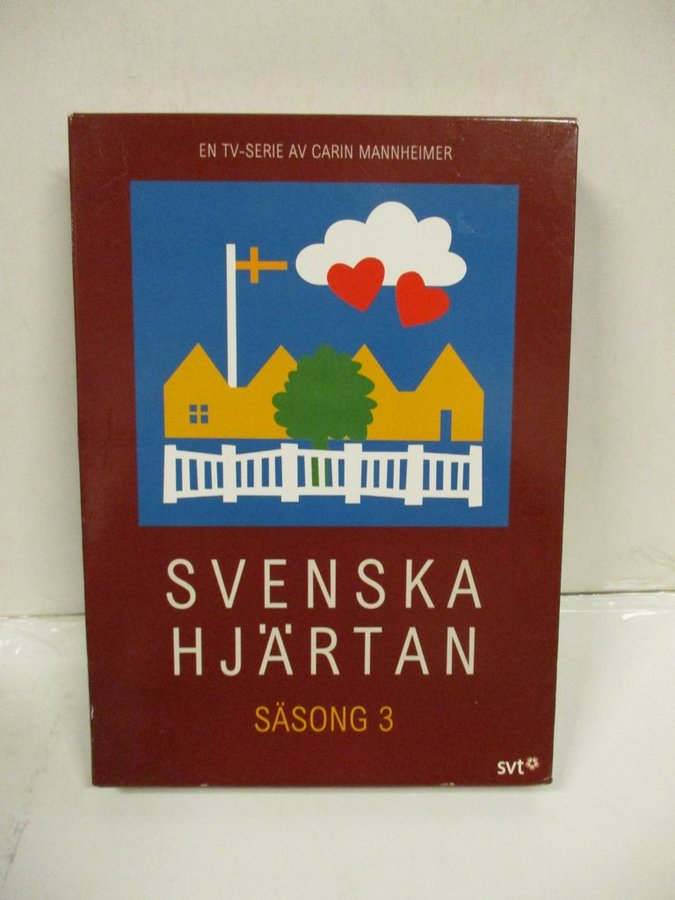 EN TV-SERIE AV CARIN MANNHEIMER
SVENSKA
HJÄRTAN
SÄSONG 3
svt